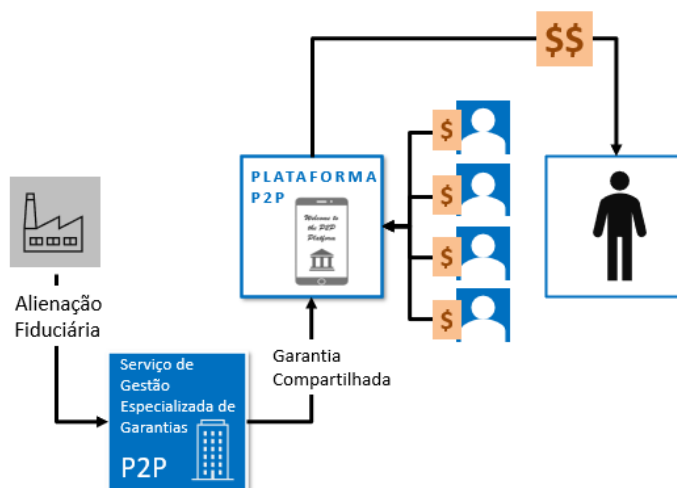 $$
$
$
$
$
PLATAFORMA
P2P
Welcome to
the P2P
Platform
Alienação
Fiduciária
Garantia
Compartilhada
Serviço de
Gestão
Especializada de
Garantias
P2P